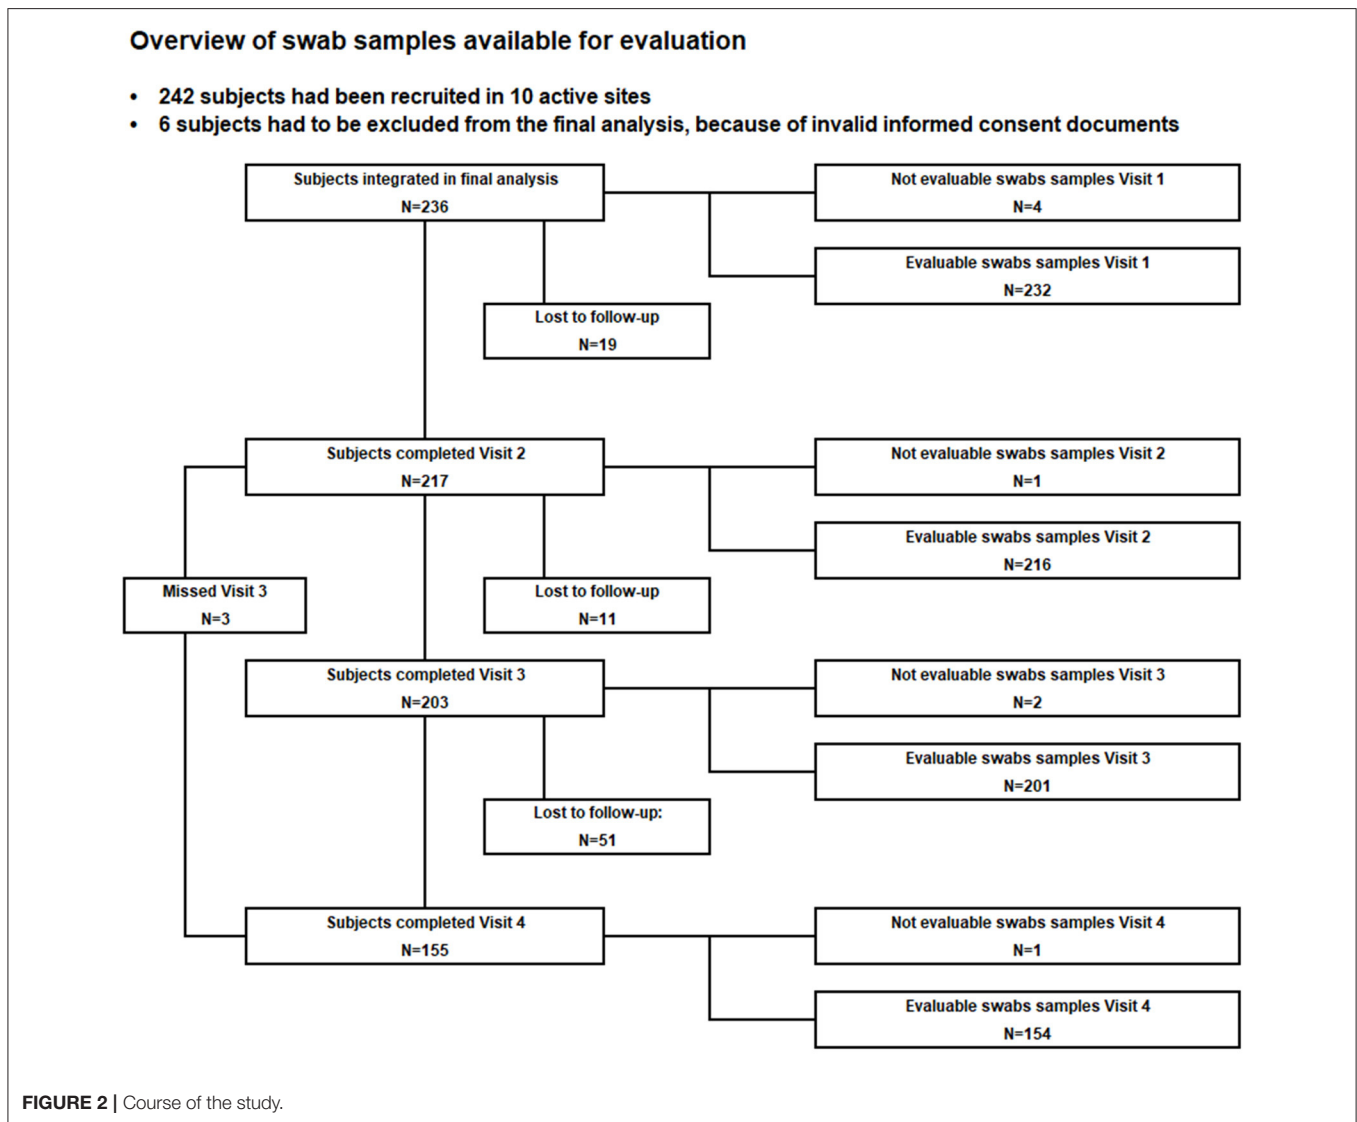 Overview of swab samples available for evaluation
• 242 subjects had been recruited in 10 active sites
• 6 subjects had to be excluded from the final analysis, because of invalid informed consent documents
Subjects integrated in final analysis
N=236
Not evaluable swabs samples Visit 1
N=4
Evaluable swabs samples Visit 1
N=232
Lost to follow-up
N=19
Subjects completed Visit 2
N=217
Not evaluable swabs samples Visit 2
N=1
Evaluable swabs samples Visit 2
N=216
Missed Visit 3
N=3
Lost to follow-up
N=11
Subjects completed Visit 3
N=203
Not evaluable swabs samples Visit 3
N=2
Evaluable swabs samples Visit 3
N=201
Lost to follow-up:
N=51
Subjects completed Visit 4
N=155
Not evaluable swabs samples Visit 4
N=1
Evaluable swabs samples Visit 4
N=154
FIGURE 2 | Course of the study.